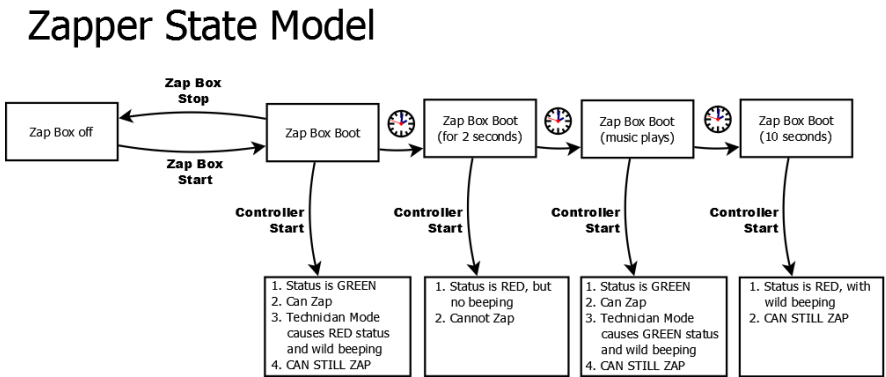 Zapper State Model
Zap Box
Stop
Zap Box off
Zap Box Boot
Zap Box Boot
(for 2 seconds)
Zap Box Boot
(music plays)
Zap Box Boot
(10 seconds)
Zap Box
Start
Controller
Start
Controller
Start
Controller
Start
Controller
Start
1. Status is GREEN
2. Can Zap
3. Technician Mode
causes RED status
and wild beeping
4. CAN STILL ZAP
1. Status is RED, but
no beeping
2. Cannot Zap
1. Status is GREEN
2. Can Zap
3. Technician Mode
causes GREEN status
and wild beeping
4. CAN STILL ZAP
1. Status is RED, with
wild beeping
2. CAN STILL ZAP